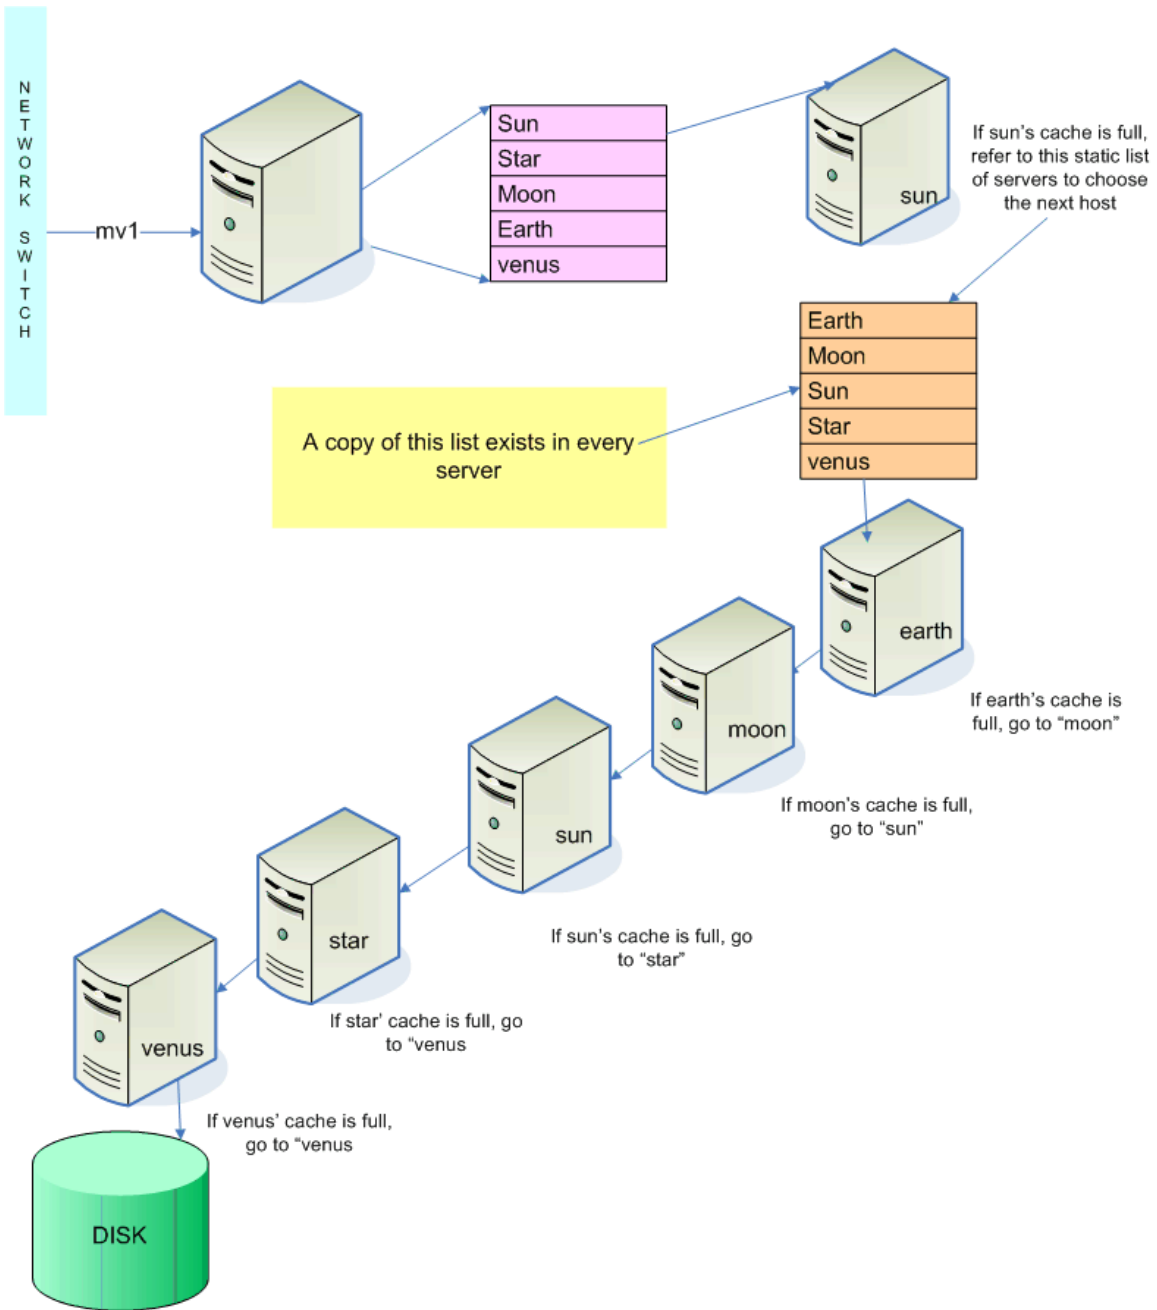 NETWORK SWITCH
mv1
Sun
Star
Moon
Earth
venus
sun
If sun's cache is full,
refer to this static list
of servers to choose
the next host
Earth
Moon
Sun
Star
venus
A copy of this list exists in every
server
earth
If earth's cache is
full, go to “moon”
moon
If moon's cache is full,
go to “sun”
sun
If sun's cache is full, go
to “star”
star
If star' cache is full, go
to “venus
venus
If venus' cache is full,
go to “venus
DISK